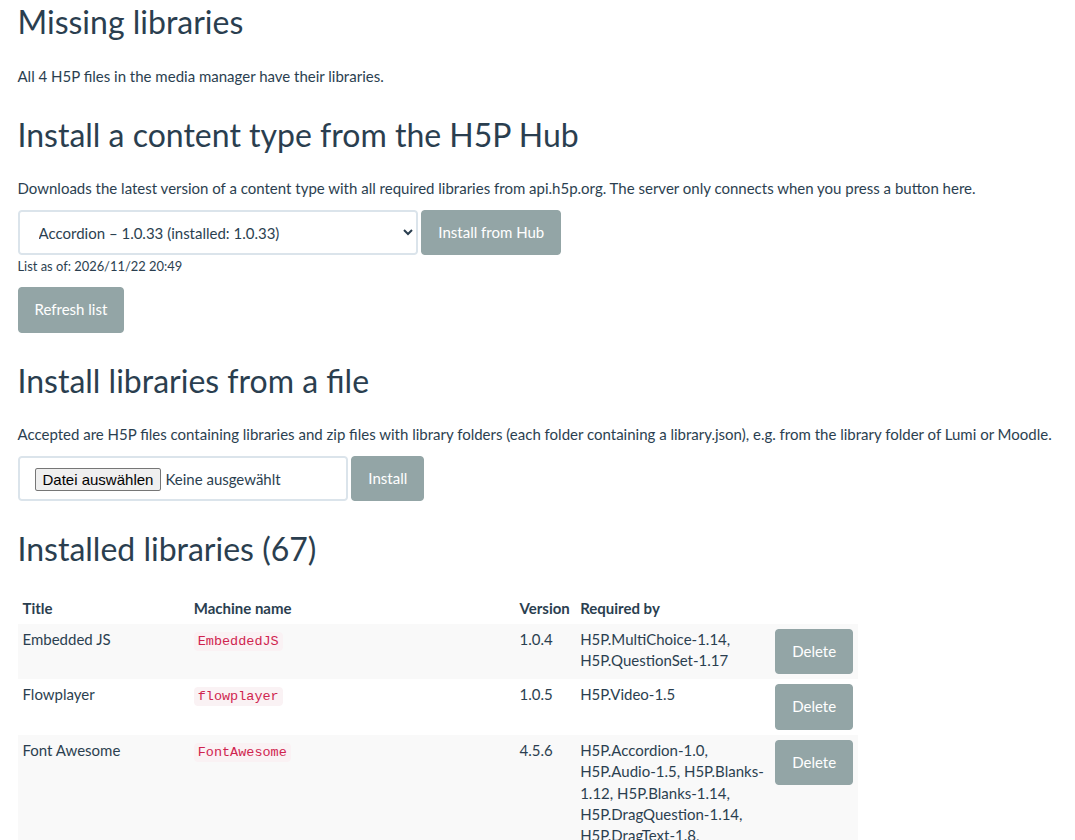 Missing libraries
All 4 H5P files in the media manager have their libraries.
Install a content type from the H5P Hub
Downloads the latest version of a content type with all required libraries from api.h5p.org. The server only connects when you press a button here.
Accordion – 1.0.33 (installed: 1.0.33) Install from Hub
List as of: 2026/11/22 20:49
Refresh list
Install libraries from a file
Accepted are H5P files containing libraries and zip files with library folders (each folder containing a library.json), e.g. from the library folder of Lumi or Moodle.
Datei auswählen Keine ausgewählt Install
Installed libraries (67)
Title Machine name Version Required by
Embedded JS EmbeddedJS 1.0.4 H5P.MultiChoice-1.14, Delete
H5P.QuestionSet-1.17
Flowplayer flowplayer 1.0.5 H5P.Video-1.5 Delete
Font Awesome FontAwesome 4.5.6 H5P.Accordion-1.0, Delete
H5P.Audio-1.5, H5P.Blanks-
1.12, H5P.Blanks-1.14,
H5P.DragQuestion-1.14,
H5P.DragText-1.8,